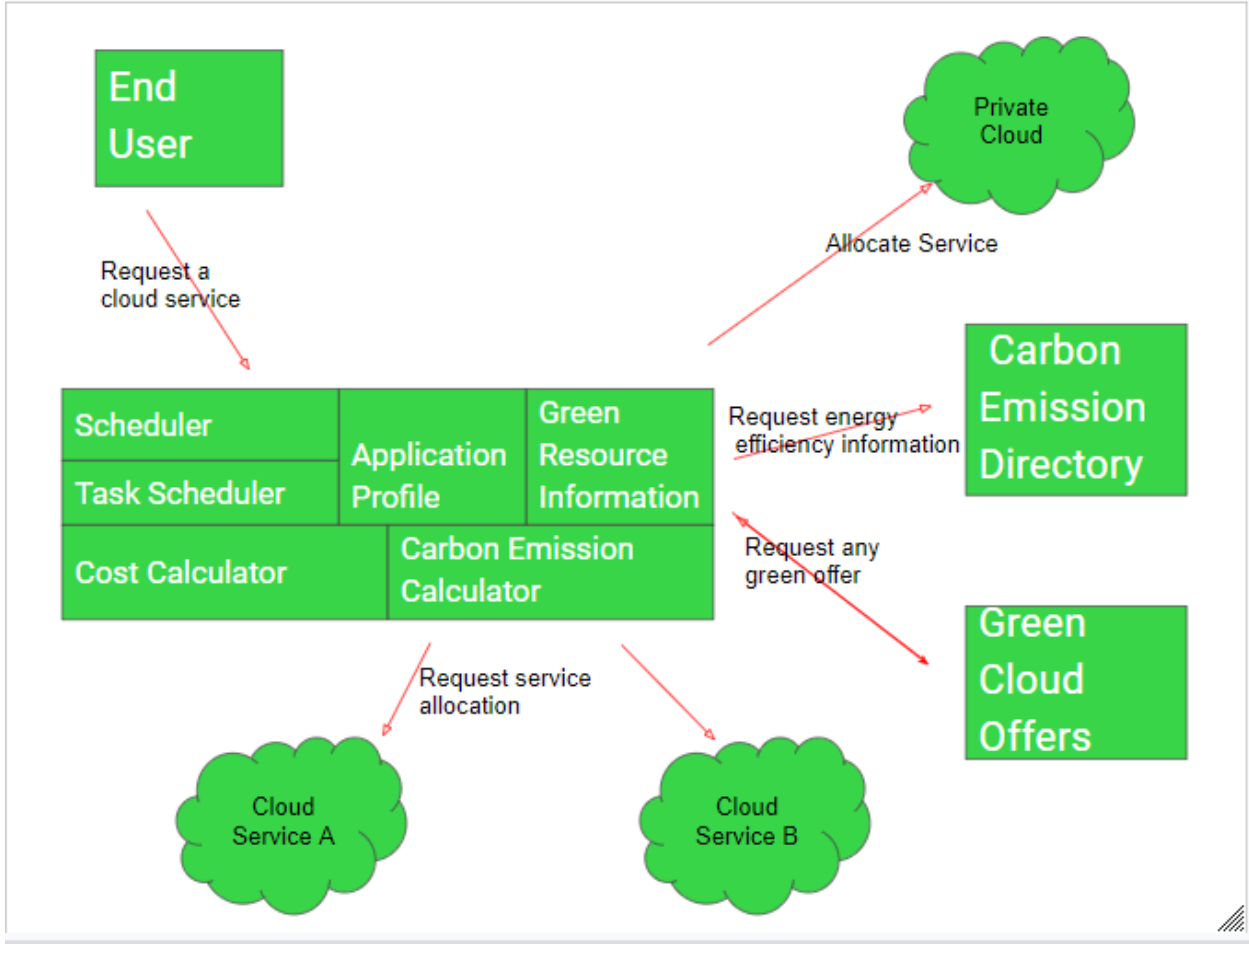 End
User
Private
Cloud
Request a
cloud service
Allocate Service
Scheduler
Task Scheduler
Application
Profile
Green
Resource
Information
Cost Calculator
Carbon Emission
Calculator
Request energy
efficiency information
Carbon
Emission
Directory
Request any
green offer
Green
Cloud
Offers
Request service
allocation
Cloud
Service A
Cloud
Service B